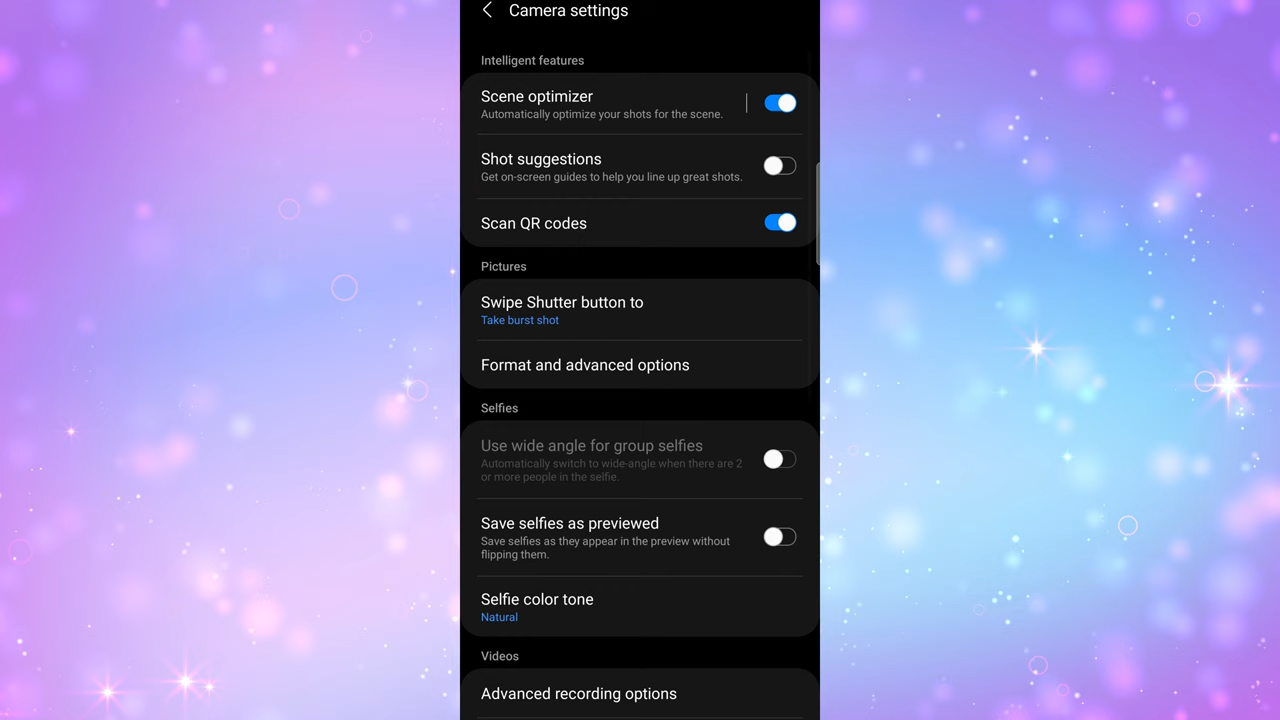 Camera settings
Intelligent features
Scene optimizer
Automatically optimize your shots for the scene.
Shot suggestions
Get on-screen guides to help you line up great shots.
Scan QR codes
Pictures
Swipe Shutter button to
Take burst shot
Format and advanced options
Selfies
Use wide angle for group selfies
Automatically switch to wide-angle when there are 2
or more people in the selfie.
Save selfies as previewed
Save selfies as they appear in the preview without
flipping them.
Selfie color tone
Natural
Videos
Advanced recording options